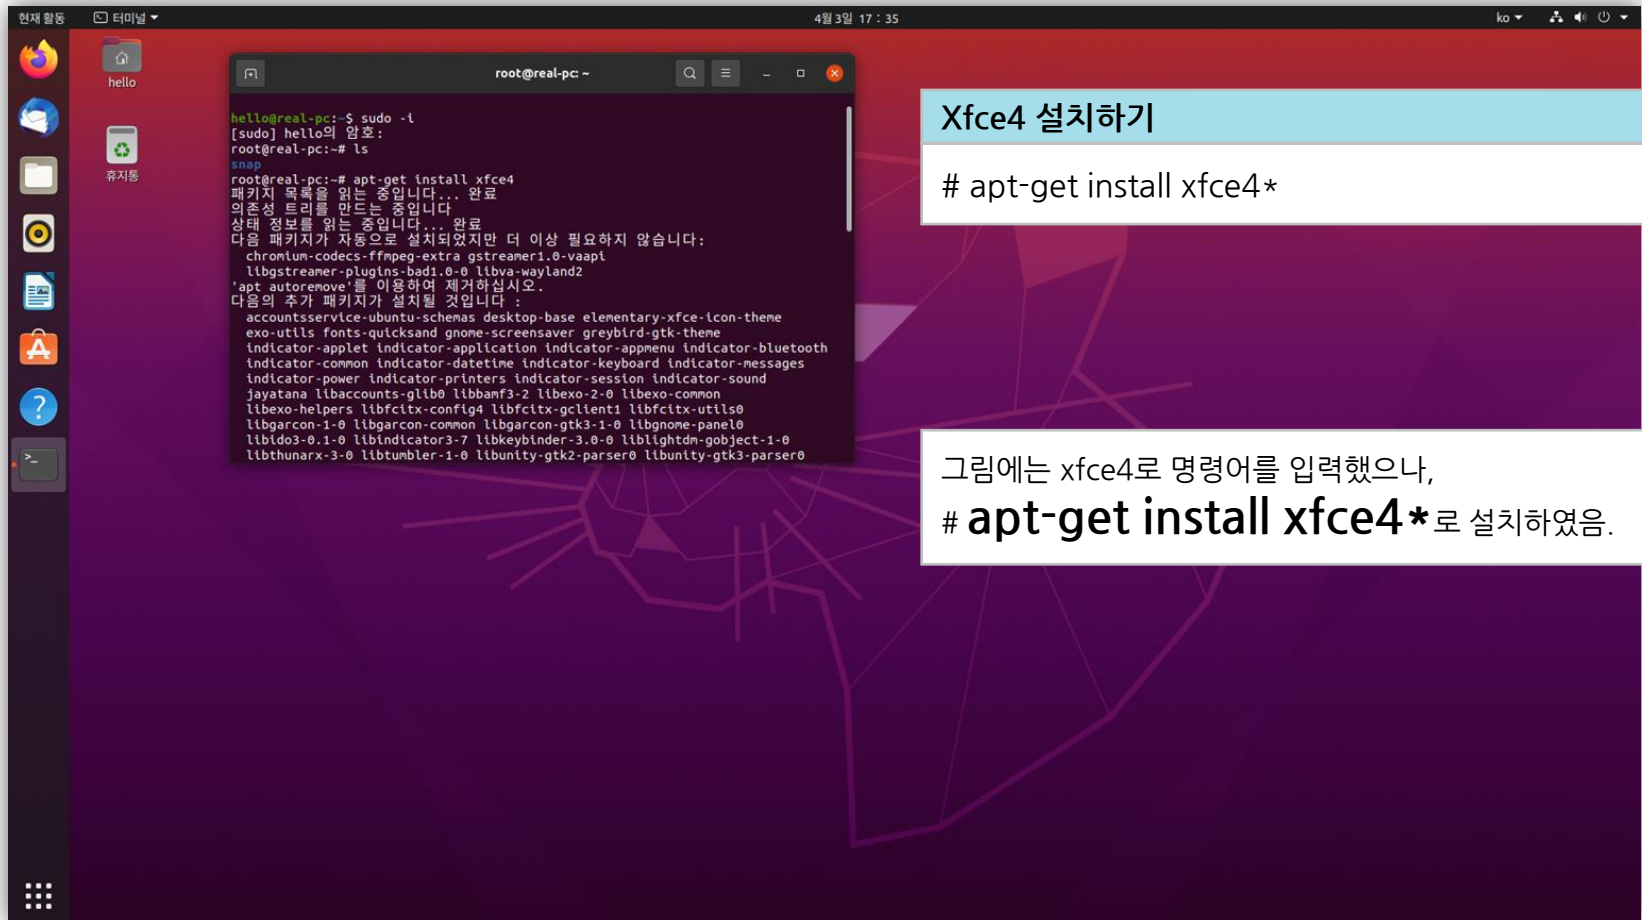 현재 활동 터미널 4월 3일 17 : 35 ko
hello
휴지통
root@real-pc: ~
hello@real-pc:~$ sudo -i
[sudo] hello의 암호:
root@real-pc:~# ls
snap
root@real-pc:~# apt-get install xfce4
패키지 목록을 읽는 중입니다... 완료
의존성 트리를 만드는 중입니다
상태 정보를 읽는 중입니다... 완료
다음 패키지가 자동으로 설치되었지만 더 이상 필요하지 않습니다:
chromium-codecs-ffmpeg-extra gstreamer1.0-vaapi
libgstreamer-plugins-bad1.0-0 libva-wayland2
'apt autoremove'를 이용하여 제거하십시오.
다음의 추가 패키지가 설치될 것입니다 :
accountsservice-ubuntu-schemas desktop-base elementary-xfce-icon-theme
exo-utils fonts-quicksand gnome-screensaver greybird-gtk-theme
indicator-applet indicator-application indicator-appmenu indicator-bluetooth
indicator-common indicator-datetime indicator-keyboard indicator-messages
indicator-power indicator-printers indicator-session indicator-sound
jayatana libaccounts-glib0 libbamf3-2 libexo-2-0 libexo-common
libexo-helpers libfcitx-config4 libfcitx-gclient1 libfcitx-utils0
libgarcon-1-0 libgarcon-common libgarcon-gtk3-1-0 libgnome-panel0
libido3-0.1-0 libindicator3-7 libkeybinder-3.0-0 liblightdm-gobject-1-0
libthunarx-3-0 libtumbler-1-0 libunity-gtk2-parser0 libunity-gtk3-parser0
Xfce4 설치하기
# apt-get install xfce4*
그림에는 xfce4로 명령어를 입력했으나,
# apt-get install xfce4*로 설치하였음.